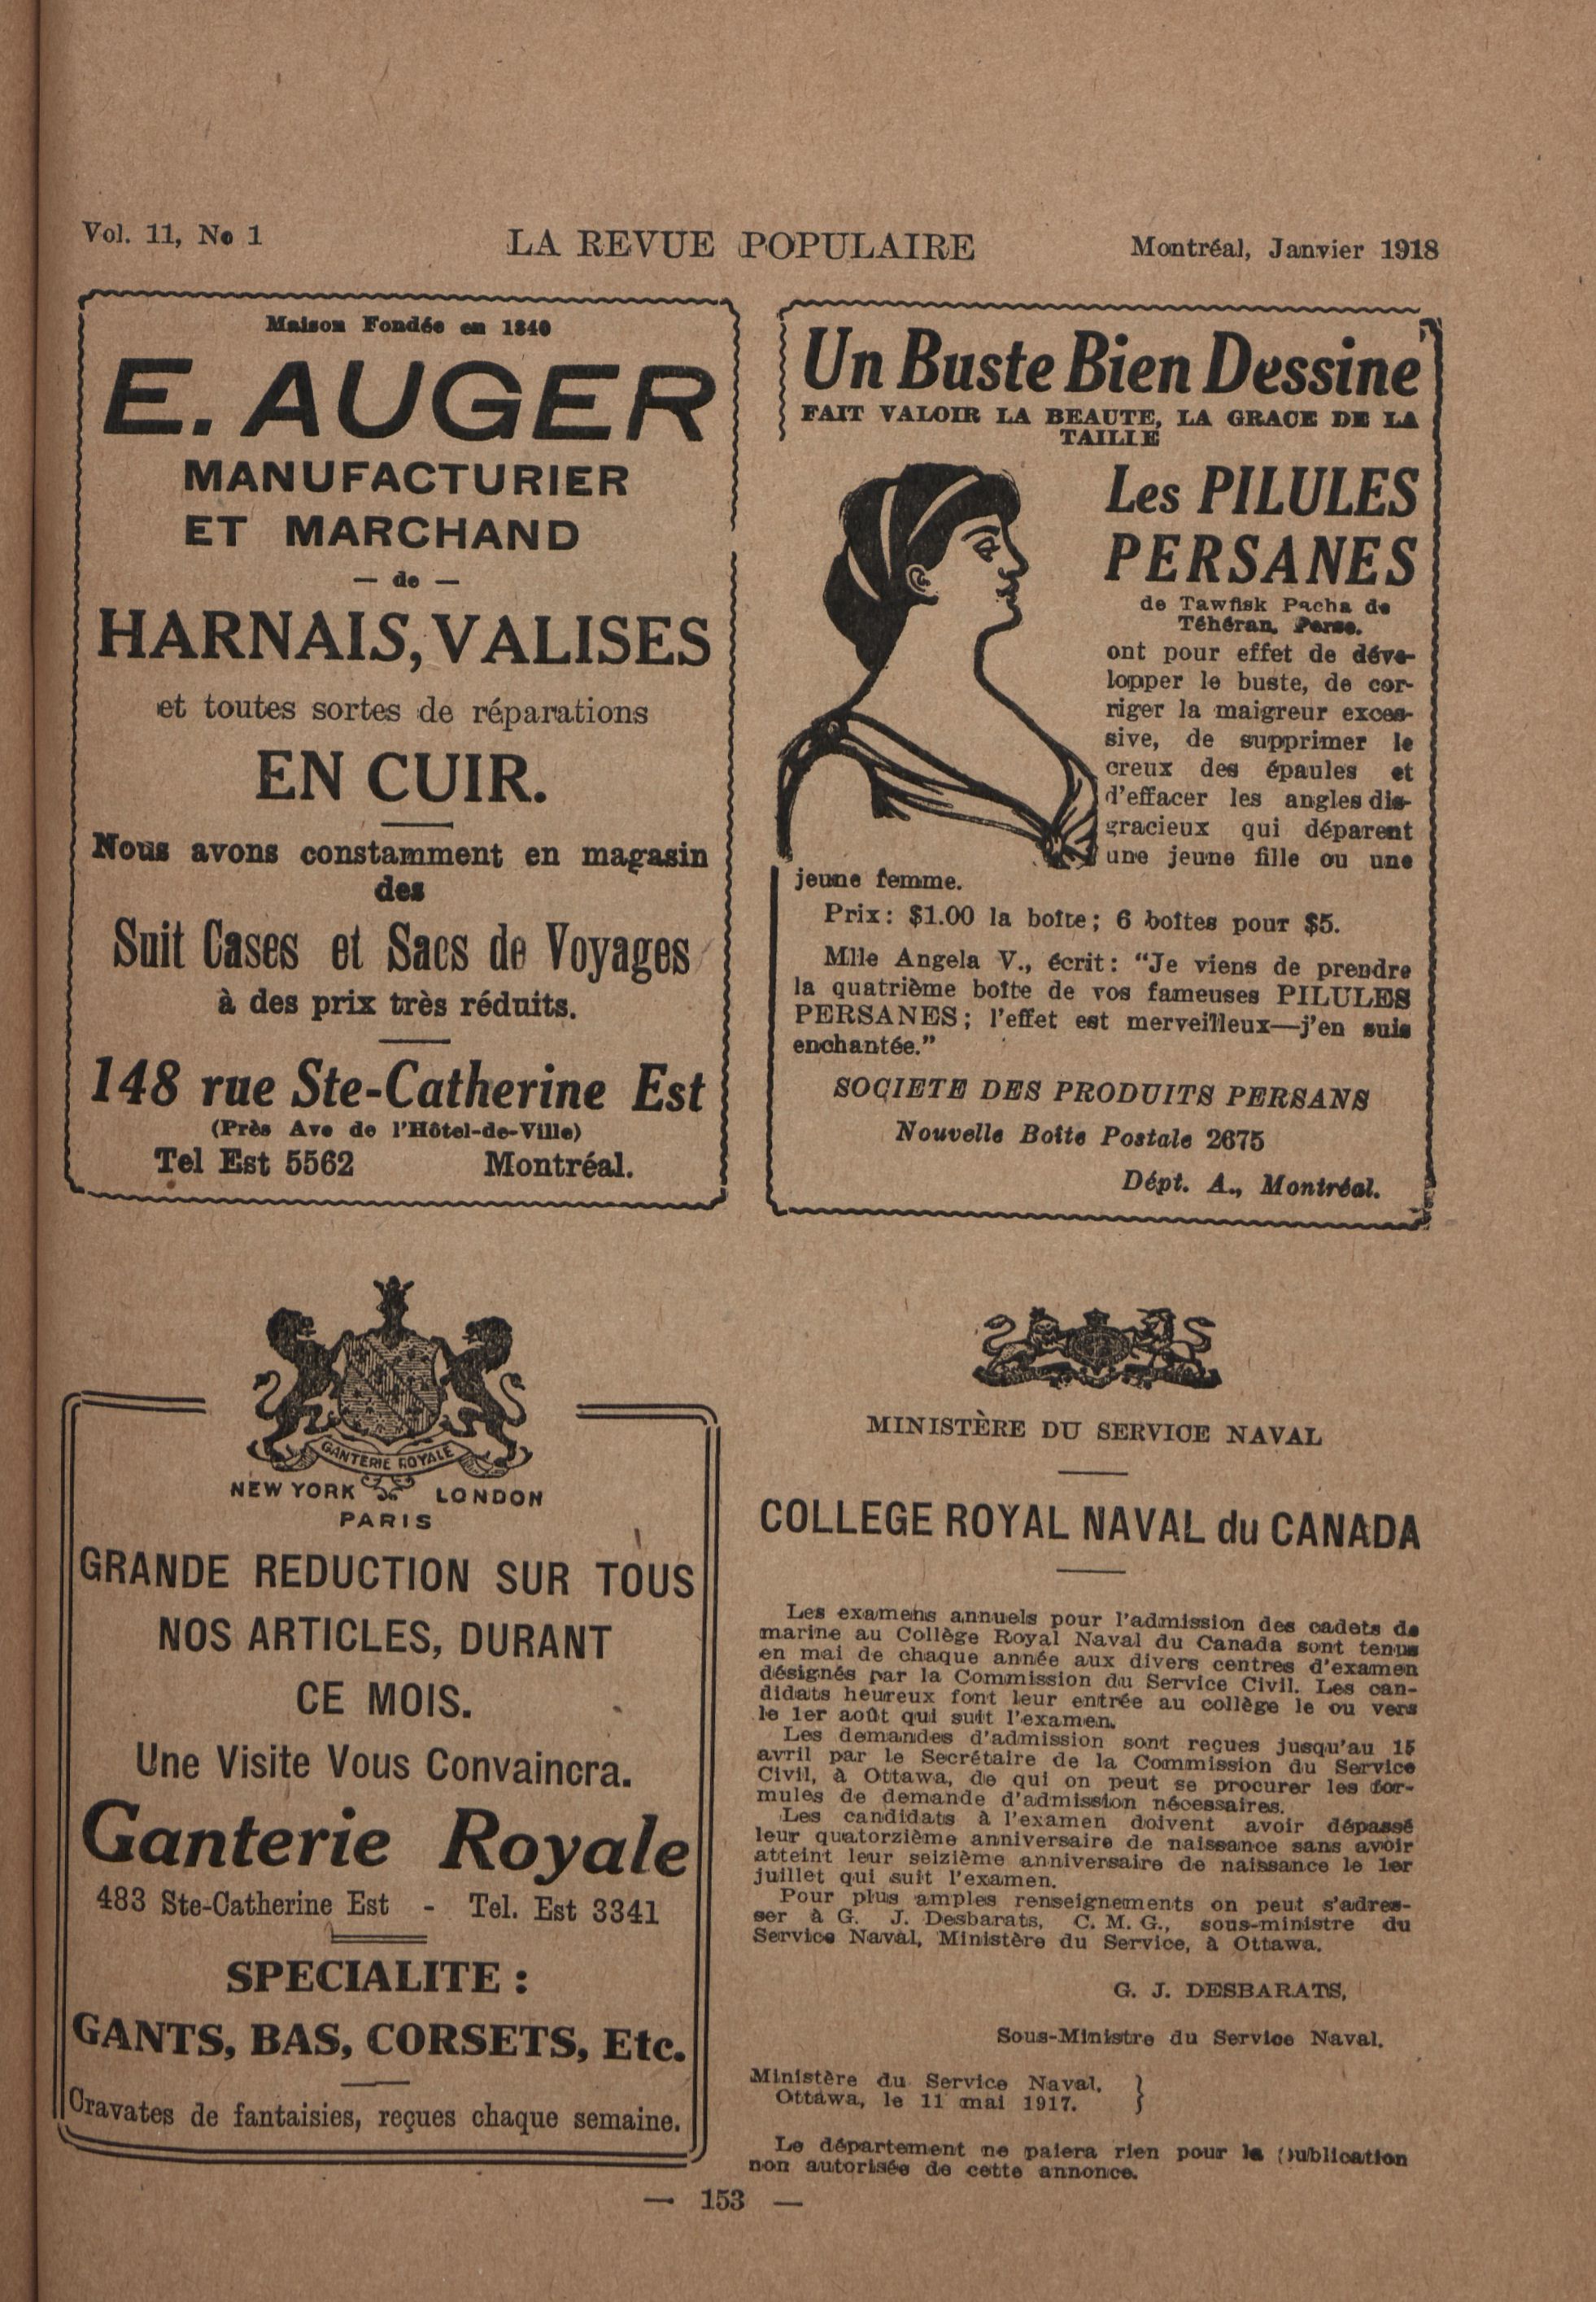 Vol. 11, No 1
LA REVUE POPULAIRE
Montréal, Janvier 1918
Maison Fondée en 1840
E. AUGER
MANUFACTURIER
ET MARCHAND
— de —
HARNAIS, VALISES
et toutes sortes de réparations
EN CUIR.
Nous avons constamment en magasin
des
Suit Cases et Sacs de Voyages
à des prix très réduits.
148 rue Ste-Catherine Est
(Près Ave de l'Hôtel-de-Ville)
Tel Est 5562 Montréal.
Un Buste Bien Dessine
FAIT VALOIR LA BEAUTE, LA GRACE DE LA
TAILLE
Les PILULES
PERSANES
de Tawfisk Pacha de
Téhéran, Perse.
ont pour effet de déve-
lopper le buste, de cor-
riger la maigreur exces-
sive, de supprimer le
creux des épaules et
d'effacer les angles dis-
gracieux qui déparent
une jeune fille ou une
jeune femme.
Prix: $1.00 la boîte; 6 boîtes pour $5.
Mlle Angela V., écrit: "Je viens de prendre
la quatrième boîte de vos fameuses PILULES
PERSANES; l'effet est merveilleux—j'en suis
enchantée."
SOCIETE DES PRODUITS PERSANS
Nouvelle Boîte Postale 2675
Dépt. A., Montréal.
GANTERIE ROYALE
NEW YORK LONDON
PARIS
GRANDE REDUCTION SUR TOUS
NOS ARTICLES, DURANT
CE MOIS.
Une Visite Vous Convaincra.
Ganterie Royale
483 Ste-Catherine Est - Tel. Est 3341
SPECIALITE :
GANTS, BAS, CORSETS, Etc.
Cravates de fantaisies, reçues chaque semaine.
MINISTÈRE DU SERVICE NAVAL
COLLEGE ROYAL NAVAL du CANADA
Les examens annuels pour l'admission des cadets de
marine au Collège Royal Naval du Canada sont tenus
en mai de chaque année aux divers centres d'examen
désignés par la Commission du Service Civil. Les can-
didats heureux font leur entrée au collège le ou vers
le 1er août qui suit l'examen.
Les demandes d'admission sont reçues jusqu'au 15
avril par le Secrétaire de la Commission du Service
Civil, à Ottawa, de qui on peut se procurer les for-
mules de demande d'admission nécessaires.
Les candidats à l'examen doivent avoir dépassé
leur quatorzième anniversaire de naissance sans avoir
atteint leur seizième anniversaire de naissance le 1er
juillet qui suit l'examen.
Pour plus amples renseignements on peut s'adres-
ser à G. J. Desbarats, C. M. G., sous-ministre du
Service Naval, Ministère du Service, à Ottawa.
G. J. DESBARATS,
Sous-Ministre du Service Naval.
Ministère du Service Naval,
Ottawa, le 11 mai 1917.
Le département ne paiera rien pour la publication
non autorisée de cette annonce.
— 153 —